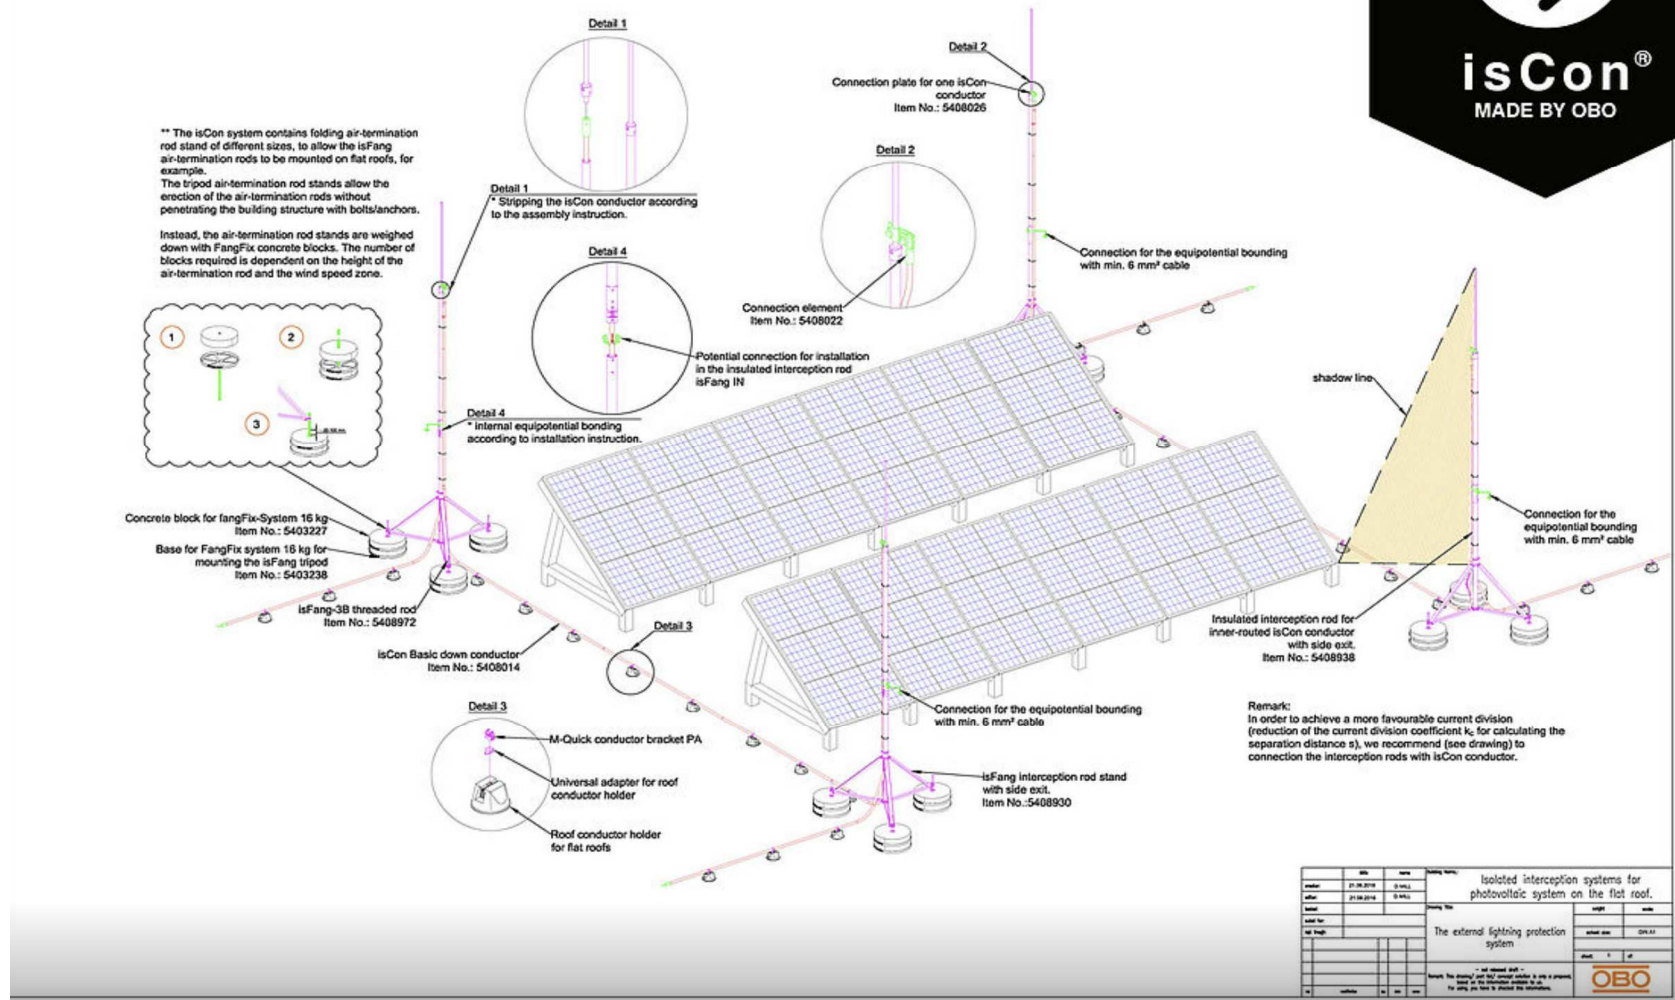 isCon®
MADE BY OBO
Detail 1
Detail 2
Connection plate for one isCon
conductor
Item No.: 5408026
** The isCon system contains folding air-termination
rod stand of different sizes, to allow the isFang
air-termination rods to be mounted on flat roofs, for
example.
The tripod air-termination rod stands allow the
erection of the air-termination rods without
penetrating the building structure with bolts/anchors.
Instead, the air-termination rod stands are weighed
down with FangFix concrete blocks. The number of
blocks required is dependent on the height of the
air-termination rod and the wind speed zone.
Detail 1
* Stripping the isCon conductor according
to the assembly instruction.
Detail 2
Detail 4
Connection for the equipotential bounding
with min. 6 mm² cable
Connection element
Item No.: 5408022
1
2
3
Potential connection for installation
in the insulated interception rod
isFang IN
shadow line
Detail 4
* Internal equipotential bonding
according to installation instruction.
Concrete block for fangFix-System 16 kg
Item No.: 5403227
Base for FangFix system 16 kg for
mounting the isFang tripod
Item No.: 5403238
isFang-3B threaded rod
Item No.: 5408972
isCon Basic down conductor
Item No.: 5408014
Detail 3
Connection for the
equipotential bounding
with min. 6 mm² cable
Insulated interception rod for
inner-routed isCon conductor
with side exit.
Item No.: 5408938
Detail 3
M-Quick conductor bracket PA
Universal adapter for roof
conductor holder
Roof conductor holder
for flat roofs
Connection for the equipotential bounding
with min. 6 mm² cable
isFang interception rod stand
with side exit.
Item No.:5408930
Remark:
In order to achieve a more favourable current division
(reduction of the current division coefficient kc for calculating the
separation distance s), we recommend (see drawing) to
connection the interception rods with isCon conductor.
Isolated interception systems for
photovoltaic system on the flat roof.
The external lightning protection
system
OBO